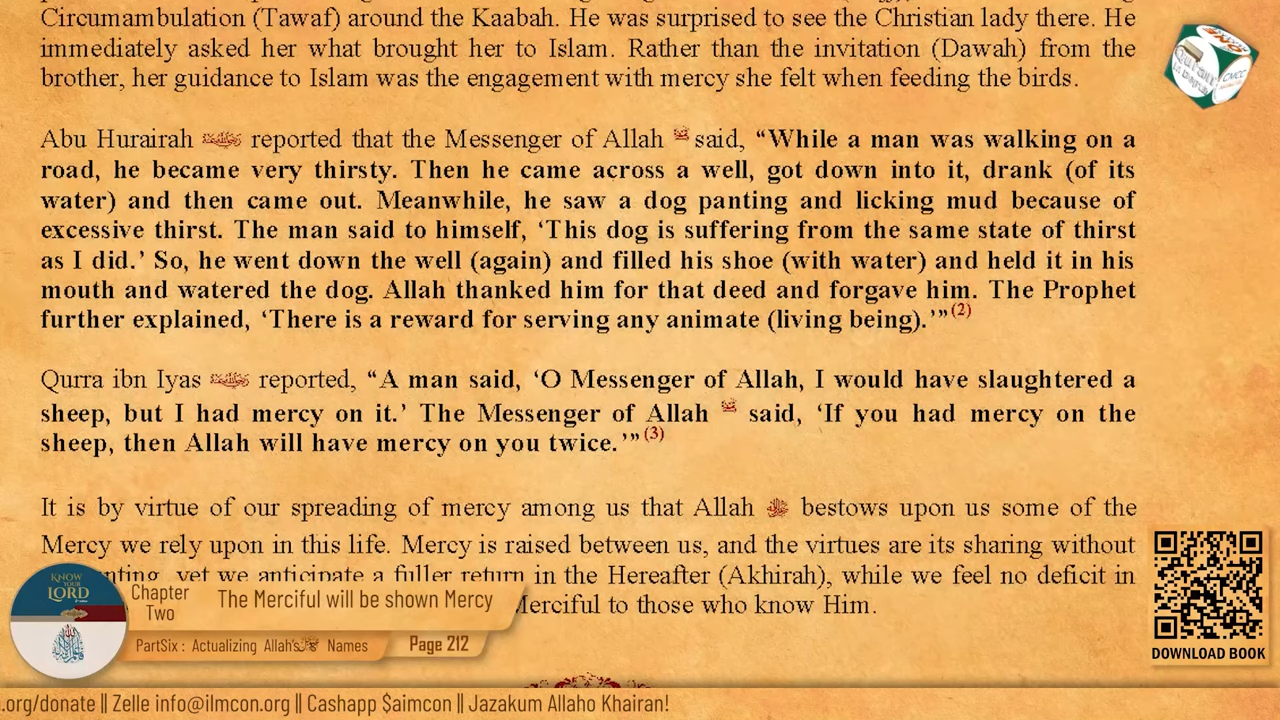 Circumambulation (Tawaf) around the Kaabah. He was surprised to see the Christian lady there. He
immediately asked her what brought her to Islam. Rather than the invitation (Dawah) from the
brother, her guidance to Islam was the engagement with mercy she felt when feeding the birds.
Abu Hurairah reported that the Messenger of Allah ﷺ said, “While a man was walking on a
road, he became very thirsty. Then he came across a well, got down into it, drank (of its
water) and then came out. Meanwhile, he saw a dog panting and licking mud because of
excessive thirst. The man said to himself, ‘This dog is suffering from the same state of thirst
as I did.’ So, he went down the well (again) and filled his shoe (with water) and held it in his
mouth and watered the dog. Allah thanked him for that deed and forgave him. The Prophet
further explained, ‘There is a reward for serving any animate (living being).’”(2)
Qurra ibn Iyas reported, “A man said, ‘O Messenger of Allah, I would have slaughtered a
sheep, but I had mercy on it.’ The Messenger of Allah ﷺ said, ‘If you had mercy on the
sheep, then Allah will have mercy on you twice.’”(3)
It is by virtue of our spreading of mercy among us that Allah bestows upon us some of the
Mercy we rely upon in this life. Mercy is raised between us, and the virtues are its sharing without
yet we anticipate a fuller return in the Hereafter (Akhirah), while we feel no deficit in
Merciful to those who know Him.
KNOW
YOUR
LORD
Chapter
Two
The Merciful will be shown Mercy
PartSix : Actualizing Allah's Names
Page 212
CMCC
DOWNLOAD BOOK
.org/donate || Zelle info@ilmcon.org || Cashapp $aimcon || Jazakum Allaho Khairan!